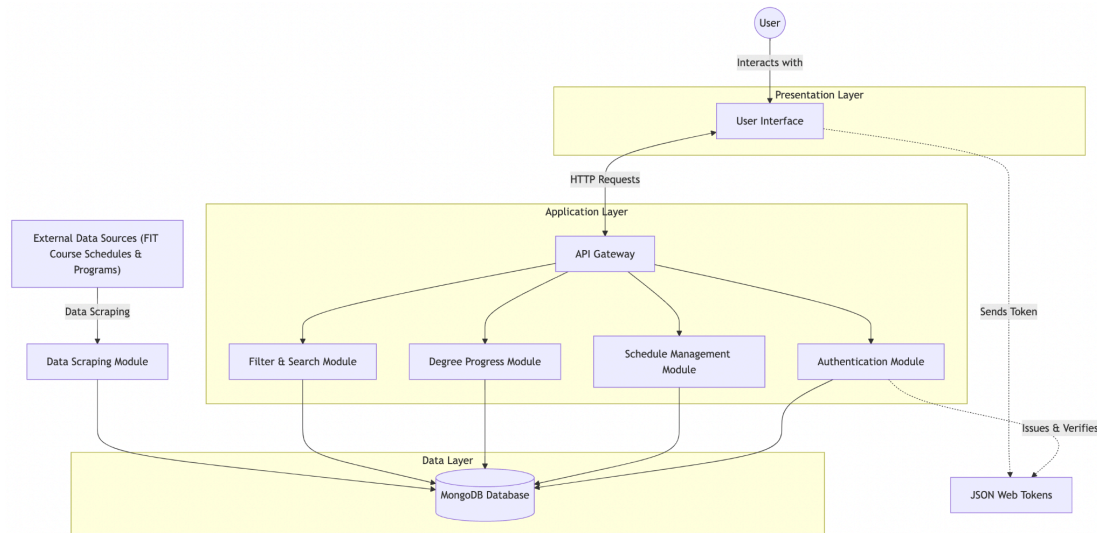 User
Interacts with
Presentation Layer
User Interface
HTTP Requests
Application Layer
External Data Sources (FIT
Course Schedules &
Programs)
API Gateway
Data Scraping
Sends Token
Data Scraping Module
Filter & Search Module
Degree Progress Module
Schedule Management
Module
Authentication Module
Issues & Verifies
Data Layer
MongoDB Database
JSON Web Tokens